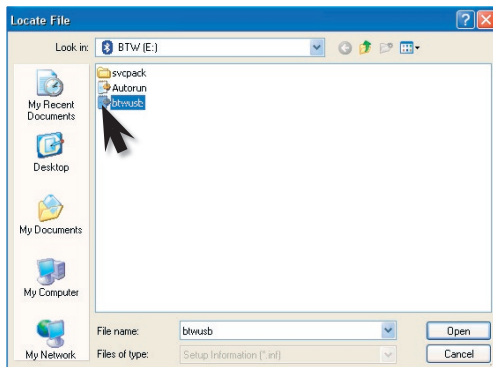 Locate File
Look in:
BTW (E:)
svcpack
Autorun
btwusb
My Recent
Documents
Desktop
My Documents
My Computer
My Network
File name:
btwusb
Open
Files of type:
Setup Information (*.inf)
Cancel